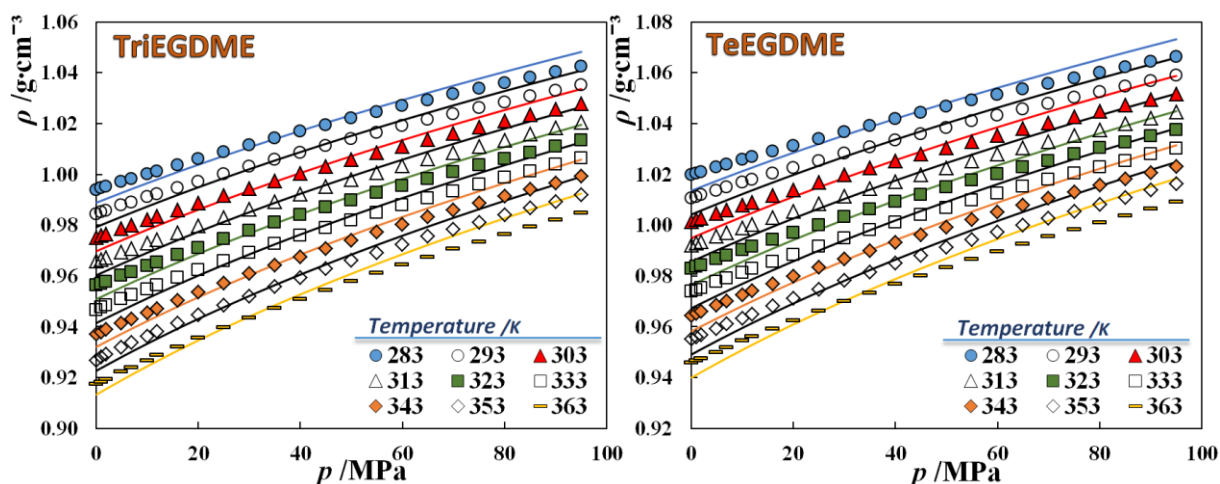 TriEGDME
ρ /g·cm⁻³
1.06
1.04
1.02
1.00
0.98
0.96
0.94
0.92
0.90
0 20 40 60 80 100
p /MPa
Temperature /K
283 293 303
313 323 333
343 353 363
TeEGDME
ρ /g·cm⁻³
1.08
1.06
1.04
1.02
1.00
0.98
0.96
0.94
0.92
0 20 40 60 80 100
p /MPa
Temperature /K
283 293 303
313 323 333
343 353 363